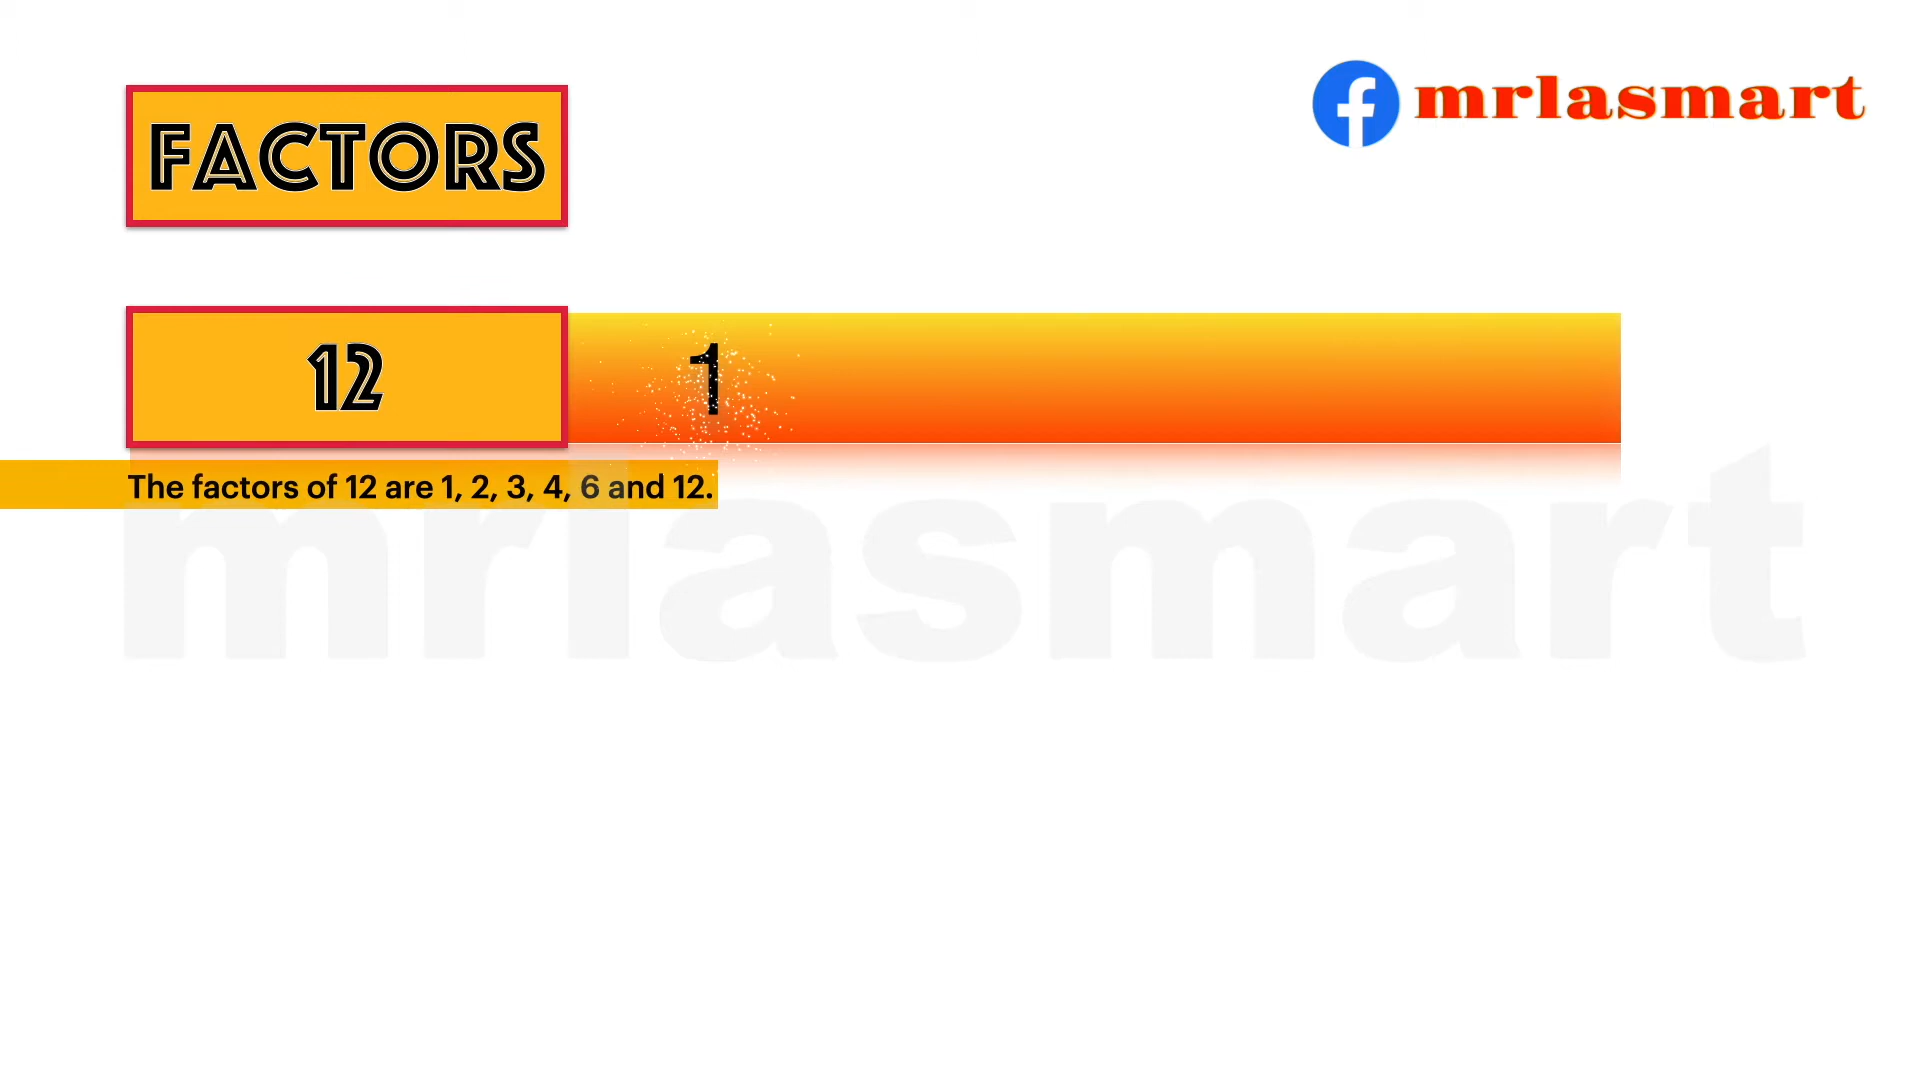 FACTORS
mrlasmart
12
1
The factors of 12 are 1, 2, 3, 4, 6 and 12.
mrlasmart